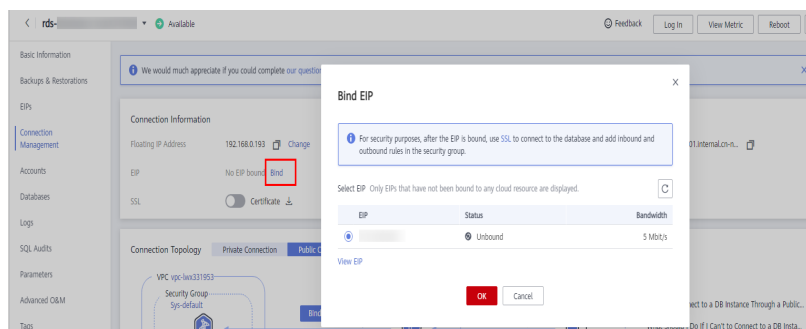 rds-
Available
Feedback
Log In
View Metric
Reboot
Basic Information
Backups & Restorations
EIPs
Connection
Management
Accounts
Databases
Logs
SQL Audits
Parameters
Advanced O&M
Tags
We would much appreciate if you could complete our question
Connection Information
Floating IP Address 192.168.0.193 Change
EIP No EIP bound Bind
SSL Certificate
01.internal.cn-n...
Connection Topology Private Connection Public C
VPC vpc-lwx331953
Security Group
Sys-default
Bind
Bind EIP
For security purposes, after the EIP is bound, use SSL to connect to the database and add inbound and
outbound rules in the security group.
Select EIP Only EIPs that have not been bound to any cloud resource are displayed.
EIP Status Bandwidth
Unbound 5 Mbit/s
View EIP
OK Cancel
nect to a DB Instance Through a Public...
Do If I Can't to Connect to a DB Insta...